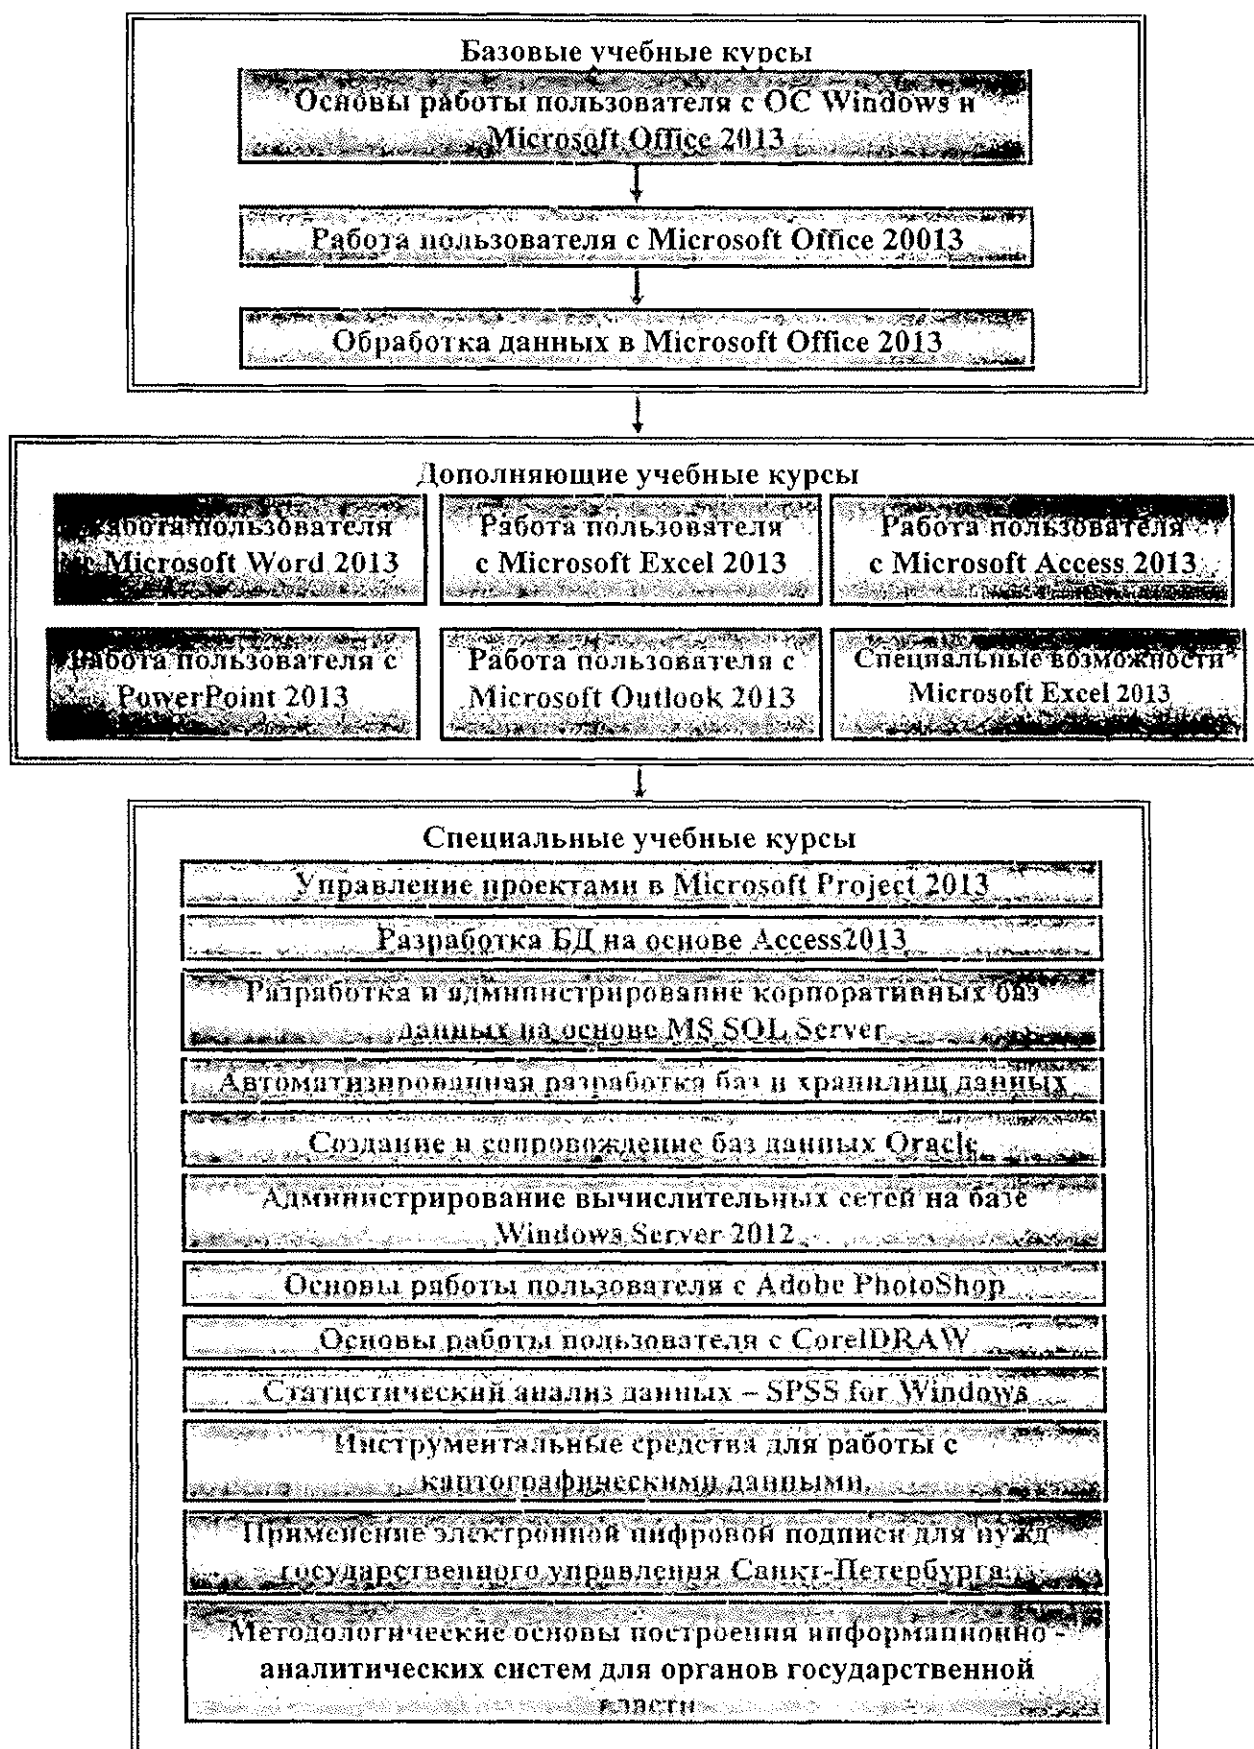 Базовые учебные курсы
Основы работы пользователя с ОС Windows и
Microsoft Office 2013
Работа пользователя с Microsoft Office 20013
Обработка данных в Microsoft Office 2013
Дополняющие учебные курсы
Работа пользователя
с Microsoft Word 2013
Работа пользователя
с Microsoft Excel 2013
Работа пользователя
с Microsoft Access 2013
Работа пользователя с
PowerPoint 2013
Работа пользователя с
Microsoft Outlook 2013
Специальные возможности
Microsoft Excel 2013
Специальные учебные курсы
Управление проектами в Microsoft Project 2013
Разработка БД на основе Access2013
Разработка и администрирование корпоративных баз
данных на основе MS SQL Server
Автоматизированная разработка баз и хранилищ данных
Создание и сопровождение баз данных Oracle
Администрирование вычислительных сетей на базе
Windows Server 2012
Основы работы пользователя с Adobe PhotoShop
Основы работы пользователя с CorelDRAW
Статистический анализ данных – SPSS for Windows
Инструментальные средства для работы с
картографическими данными
Применение электронной цифровой подписи для нужд
государственного управления Санкт-Петербурга
Методологические основы построения информационно -
аналитических систем для органов государственной
власти